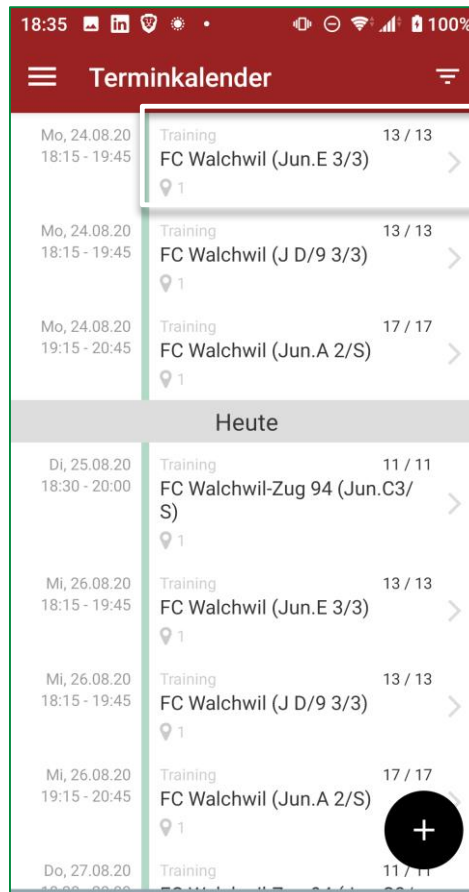 18:35 in 100%
Terminkalender
Mo, 24.08.20 Training 13 / 13
18:15 - 19:45 FC Walchwil (Jun.E 3/3)
1
Mo, 24.08.20 Training 13 / 13
18:15 - 19:45 FC Walchwil (J D/9 3/3)
1
Mo, 24.08.20 Training 17 / 17
19:15 - 20:45 FC Walchwil (Jun.A 2/S)
1
Heute
Di, 25.08.20 Training 11 / 11
18:30 - 20:00 FC Walchwil-Zug 94 (Jun.C3/
S)
1
Mi, 26.08.20 Training 13 / 13
18:15 - 19:45 FC Walchwil (Jun.E 3/3)
1
Mi, 26.08.20 Training 13 / 13
18:15 - 19:45 FC Walchwil (J D/9 3/3)
1
Mi, 26.08.20 Training 17 / 17
19:15 - 20:45 FC Walchwil (Jun.A 2/S)
1
Do, 27.08.20 Training 11 / 11